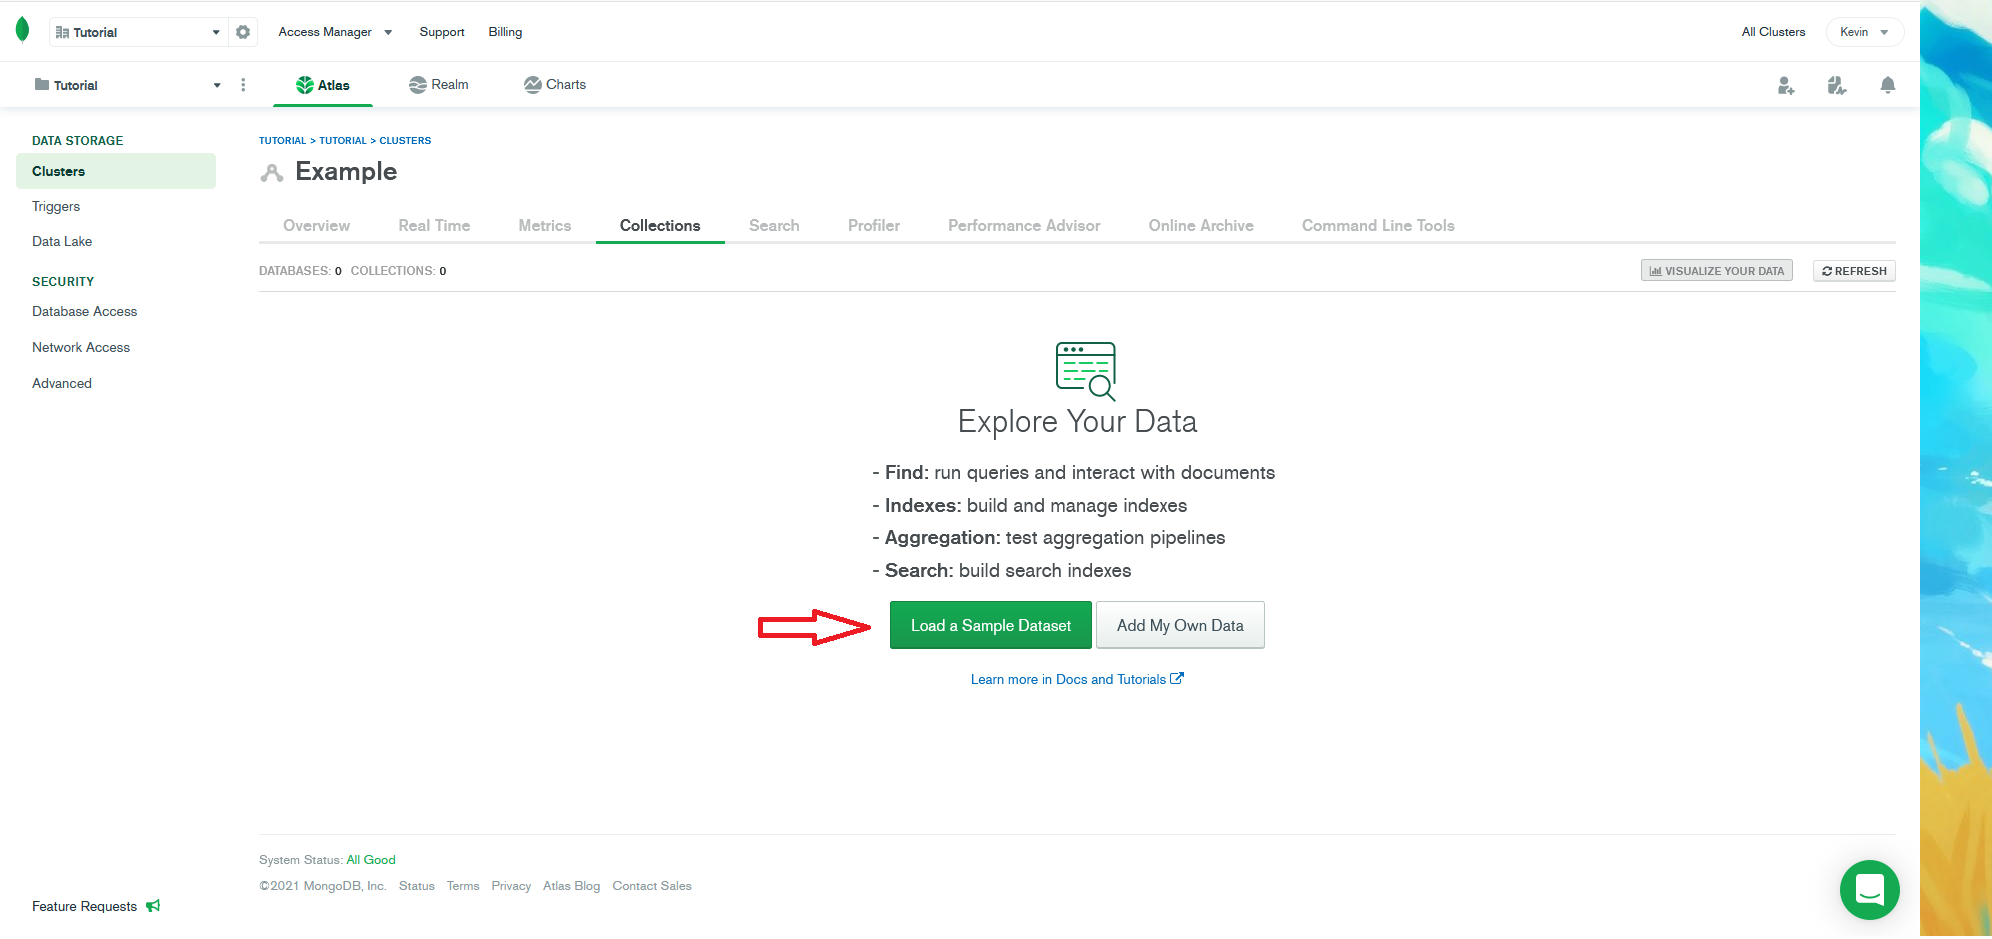 Tutorial Access Manager Support Billing All Clusters Kevin
Tutorial Atlas Realm Charts
DATA STORAGE
Clusters
Triggers
Data Lake
SECURITY
Database Access
Network Access
Advanced
TUTORIAL > TUTORIAL > CLUSTERS
Example
Overview Real Time Metrics Collections Search Profiler Performance Advisor Online Archive Command Line Tools
DATABASES: 0 COLLECTIONS: 0 VISUALIZE YOUR DATA REFRESH
Explore Your Data
- Find: run queries and interact with documents
- Indexes: build and manage indexes
- Aggregation: test aggregation pipelines
- Search: build search indexes
Load a Sample Dataset Add My Own Data
Learn more in Docs and Tutorials
System Status: All Good
©2021 MongoDB, Inc. Status Terms Privacy Atlas Blog Contact Sales
Feature Requests